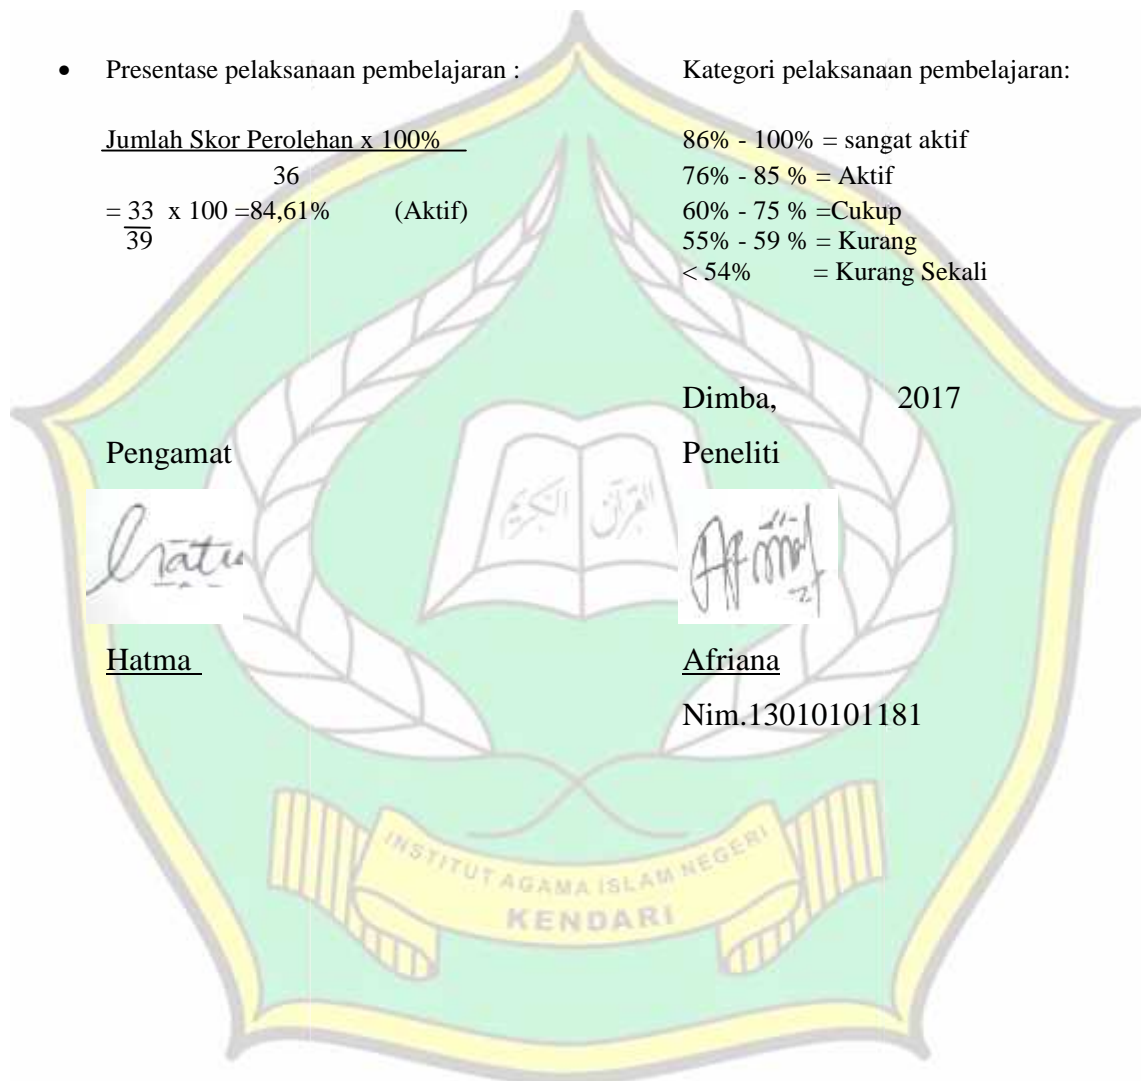 • Presentase pelaksanaan pembelajaran :
Jumlah Skor Perolehan x 100%
36
= 33 x 100 =84,61% (Aktif)
39
Kategori pelaksanaan pembelajaran:
86% - 100% = sangat aktif
76% - 85 % = Aktif
60% - 75 % =Cukup
55% - 59 % = Kurang
< 54% = Kurang Sekali
Dimba, 2017
Pengamat
Hatma
Peneliti
Afriana
Nim.13010101181
القرآن الكريم
INSTITUT AGAMA ISLAM NEGERI
KENDARI